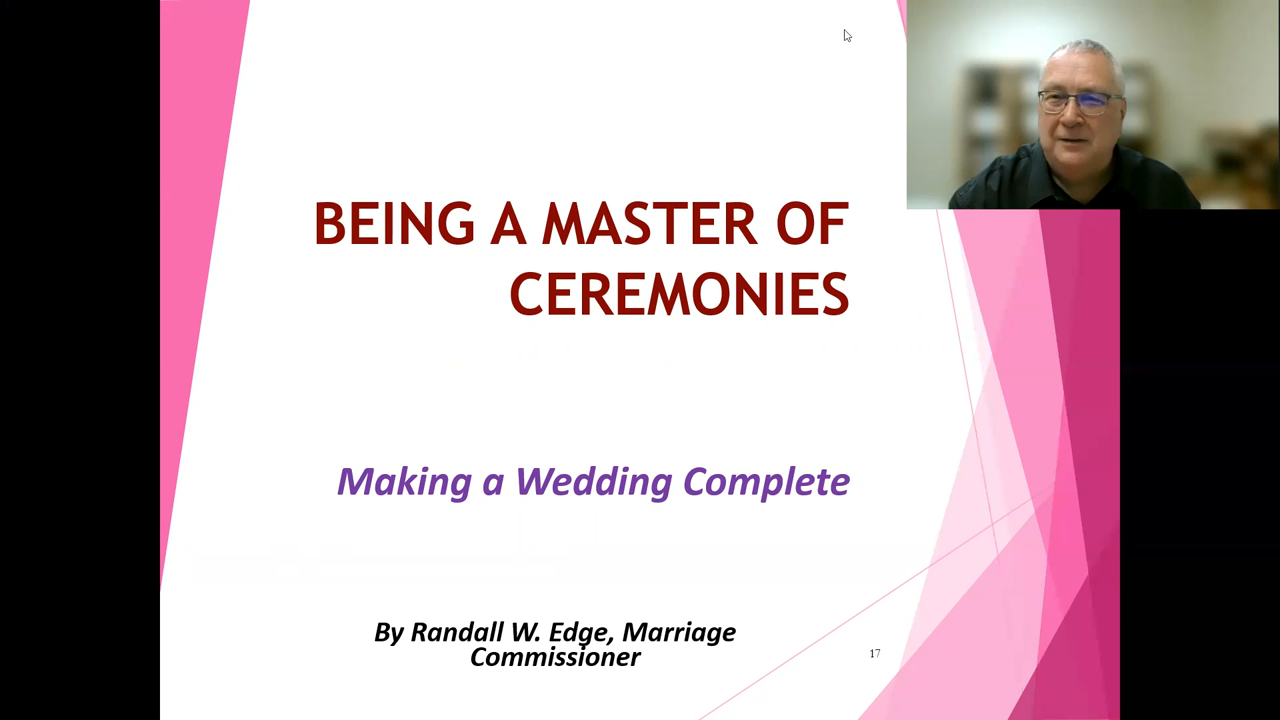 BEING A MASTER OF
CEREMONIES
Making a Wedding Complete
By Randall W. Edge, Marriage
Commissioner
17